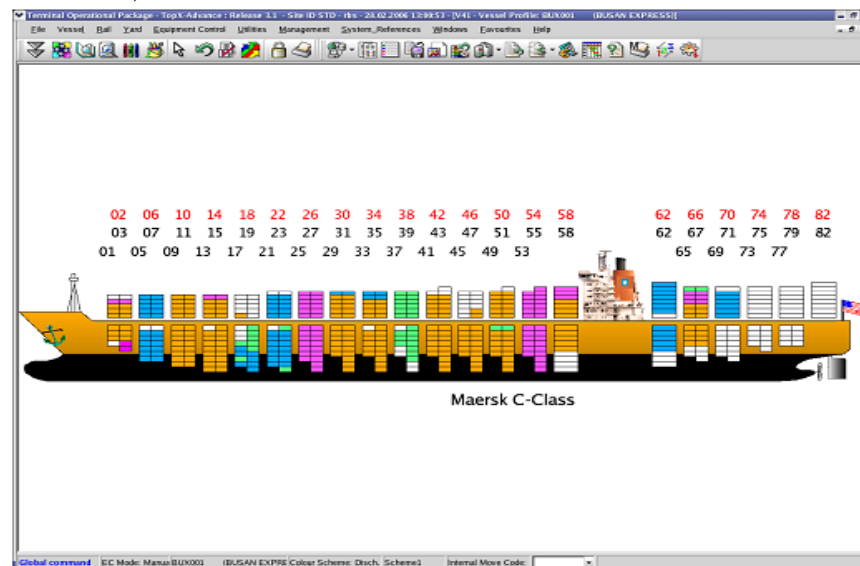 Terminal Operational Package - TopX-Advance : Release 3.1 - Site ID STD - rbs - 28.02.2006 13:00:53 - [V41 - Vessel Profile: BUX001 (BUSAN EXPRESS)]
File Vessel Rail Yard Equipment Control Utilities Management System_References Windows Favourites Help
02 06 10 14 18 22 26 30 34 38 42 46 50 54 58 62 66 70 74 78 82
03 07 11 15 19 23 27 31 35 39 43 47 51 55 58 62 67 71 75 79 82
01 05 09 13 17 21 25 29 33 37 41 45 49 53 65 69 73 77
Maersk C-Class
Global command EC Mode: Manua BUX001 (BUSAN EXPRE Colour Scheme: Disch. Scheme1 Internal Move Code: